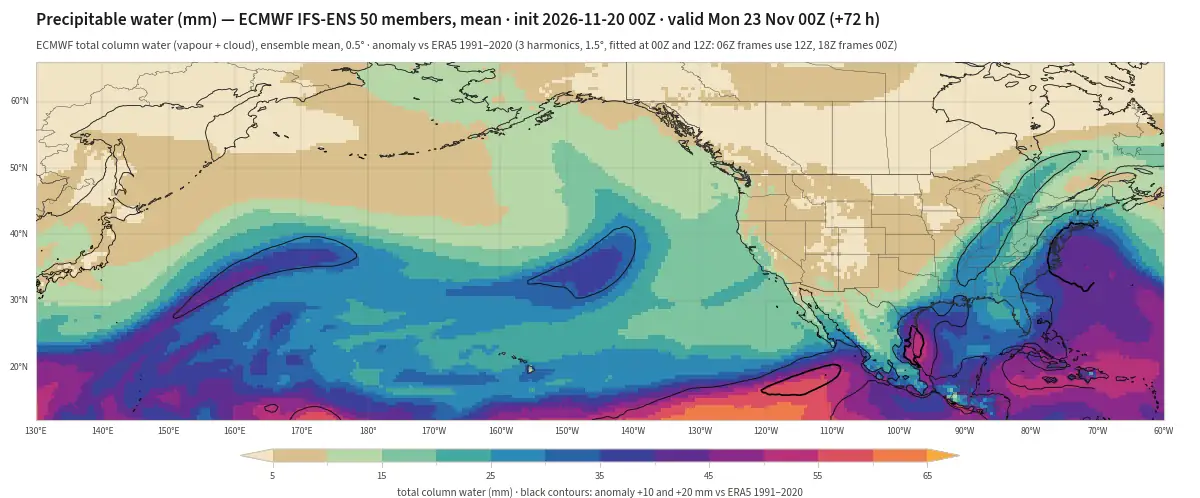 Precipitable water (mm) — ECMWF IFS-ENS 50 members, mean · init 2026-11-20 00Z · valid Mon 23 Nov 00Z (+72 h)
ECMWF total column water (vapour + cloud), ensemble mean, 0.5° · anomaly vs ERA5 1991–2020 (3 harmonics, 1.5°, fitted at 00Z and 12Z: 06Z frames use 12Z, 18Z frames 00Z)
60°N
50°N
40°N
30°N
20°N
130°E 140°E 150°E 160°E 170°E 180° 170°W 160°W 150°W 140°W 130°W 120°W 110°W 100°W 90°W 80°W 70°W 60°W
5 15 25 35 45 55 65
total column water (mm) · black contours: anomaly +10 and +20 mm vs ERA5 1991–2020